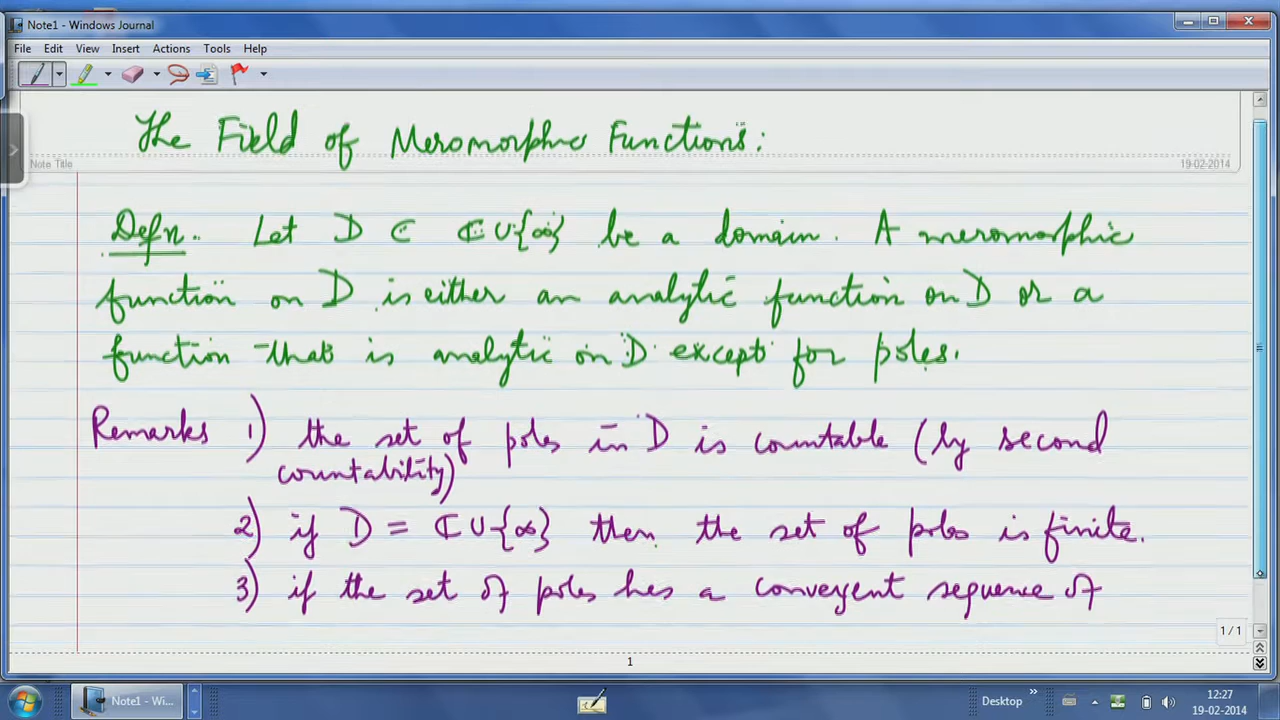 Note1 - Windows Journal
File Edit View Insert Actions Tools Help
The Field of Meromorphic Functions:
Note Title
19-02-2014
Defn. Let D ⊂ ℂ ∪ {∞} be a domain. A meromorphic
function on D is either an analytic function on D or a
function that is analytic on D except for poles.
Remarks 1) the set of poles in D is countable (by second
countability)
2) if D = ℂ ∪ {∞} then the set of poles is finite.
3) if the set of poles has a convergent sequence of
1 / 1
1
Note1 - Wi...
Desktop
12:27
19-02-2014